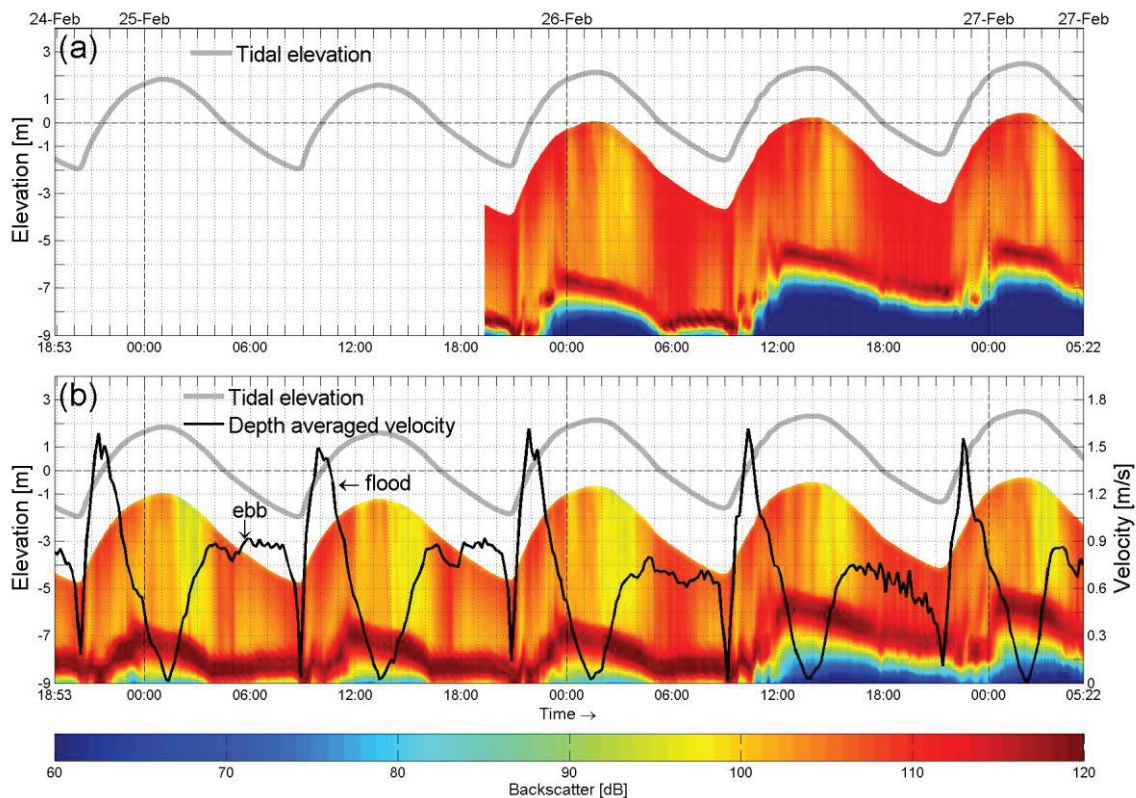 24-Feb 25-Feb 26-Feb 27-Feb 27-Feb
(a)
Tidal elevation
3
1
0
-1
-3
-5
-7
-9
Elevation [m]
18:53 00:00 06:00 12:00 18:00 00:00 06:00 12:00 18:00 00:00 05:22
(b)
Tidal elevation
Depth averaged velocity
← flood
ebb
↓
3
1
0
-1
-3
-5
-7
-9
Elevation [m]
1.8
1.5
1.2
0.9
0.6
0.3
0
Velocity [m/s]
18:53 00:00 06:00 12:00 18:00 00:00 06:00 12:00 18:00 00:00 05:22
Time →
60 70 80 90 100 110 120
Backscatter [dB]